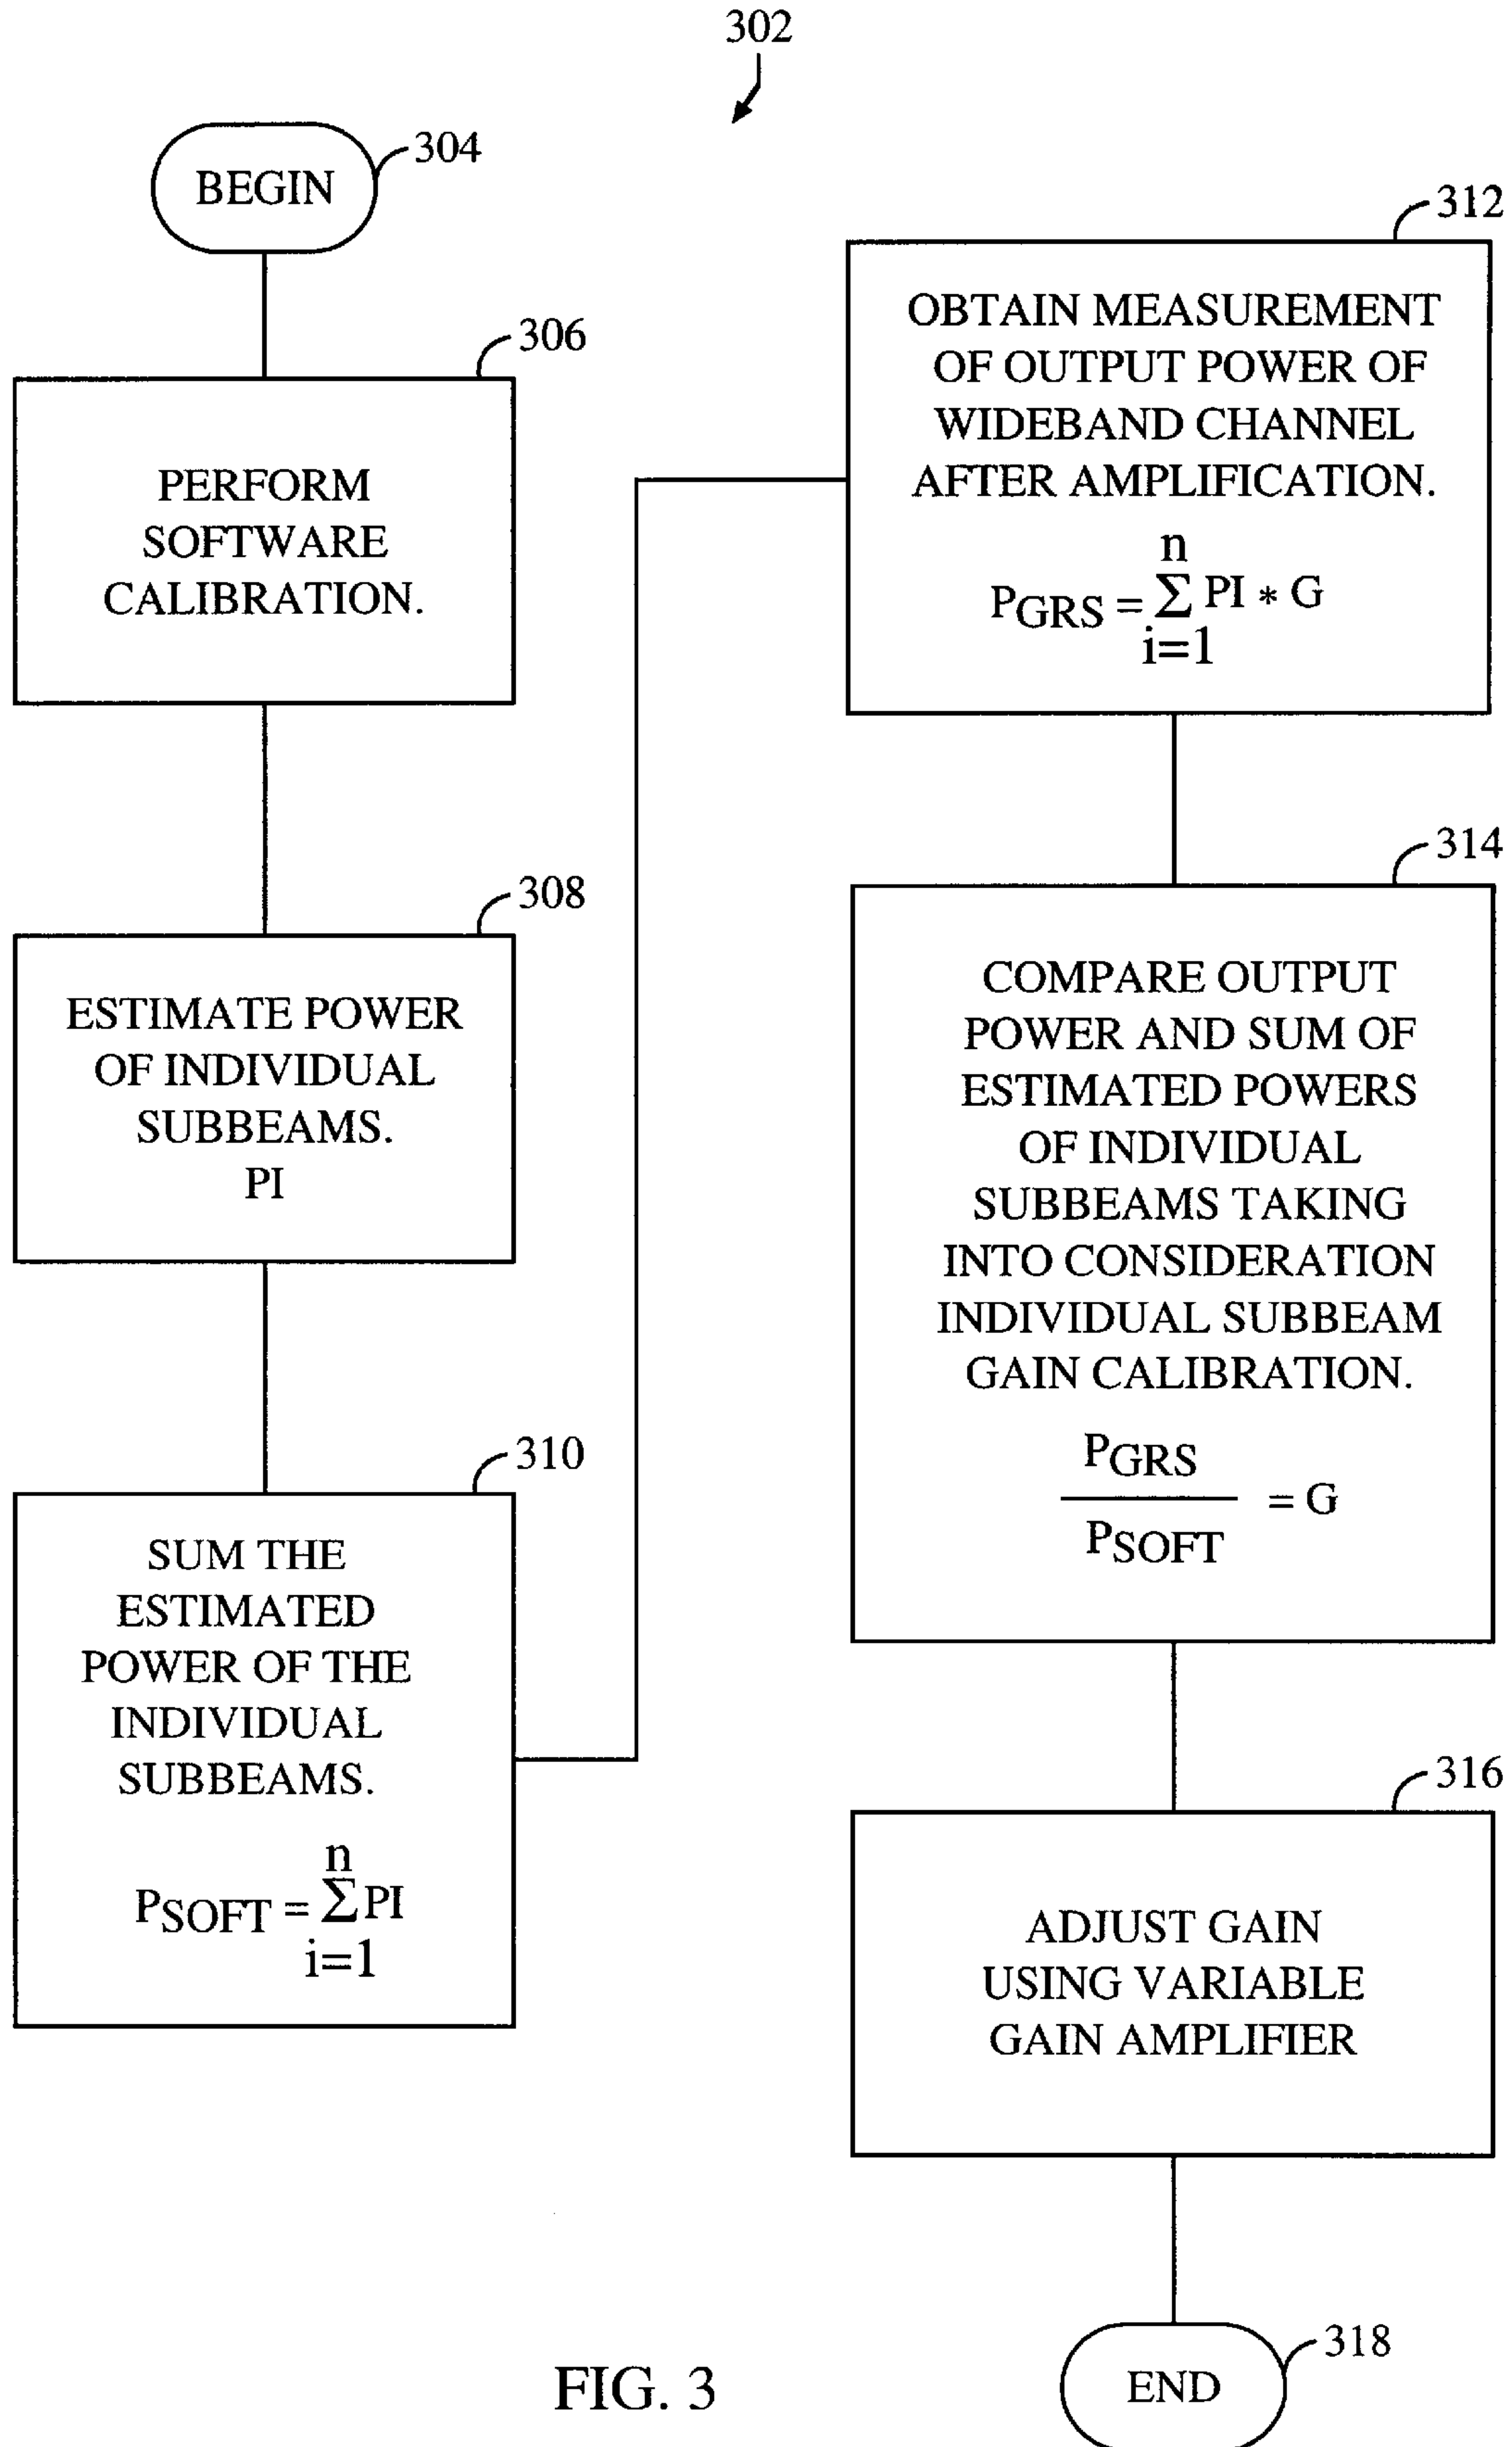 302
BEGIN
304
306
PERFORM
SOFTWARE
CALIBRATION.
308
ESTIMATE POWER
OF INDIVIDUAL
SUBBEAMS.
PI
310
SUM THE
ESTIMATED
POWER OF THE
INDIVIDUAL
SUBBEAMS.
n
PSOFT = Σ PI
i=1
312
OBTAIN MEASUREMENT
OF OUTPUT POWER OF
WIDEBAND CHANNEL
AFTER AMPLIFICATION.
n
PGRS = Σ PI * G
i=1
314
COMPARE OUTPUT
POWER AND SUM OF
ESTIMATED POWERS
OF INDIVIDUAL
SUBBEAMS TAKING
INTO CONSIDERATION
INDIVIDUAL SUBBEAM
GAIN CALIBRATION.
PGRS
= G
PSOFT
316
ADJUST GAIN
USING VARIABLE
GAIN AMPLIFIER
318
END
FIG. 3